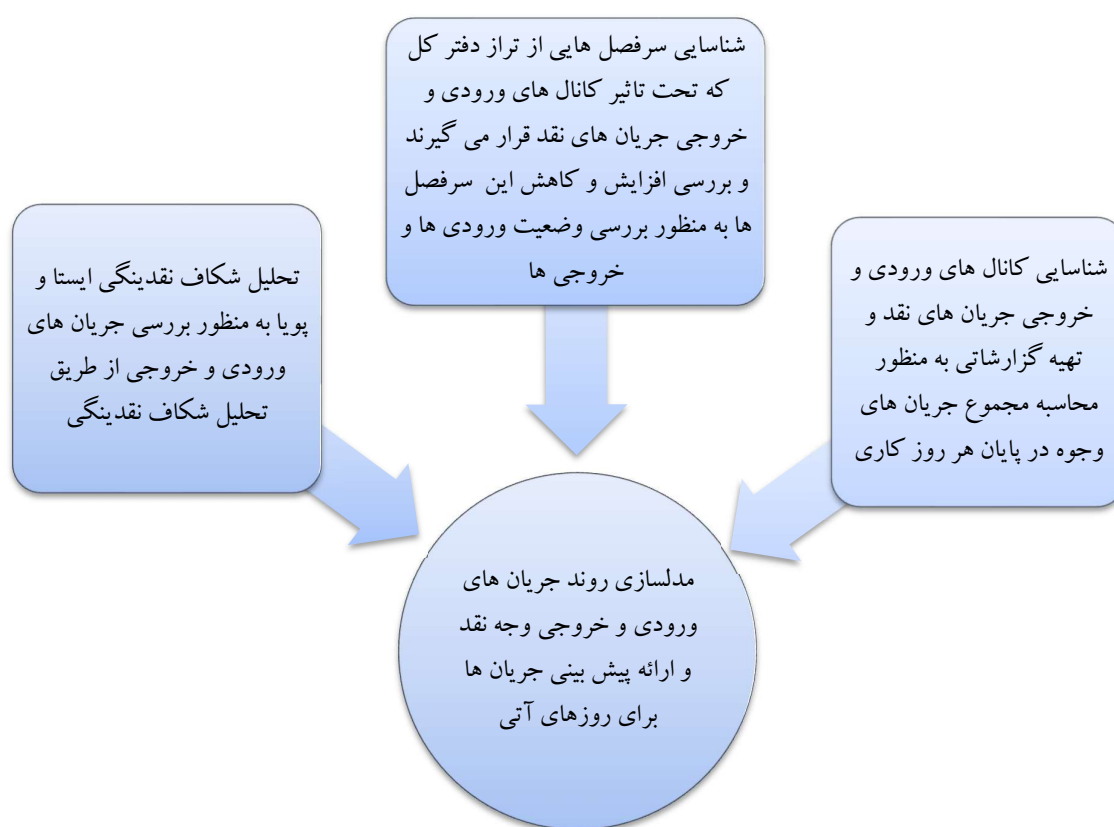 شناسایی سرفصل هایی از تراز دفتر کل
که تحت تاثیر کانال های ورودی و
خروجی جریان های نقد قرار می گیرند
و بررسی افزایش و کاهش این سرفصل
ها به منظور بررسی وضعیت ورودی ها و
خروجی ها
شناسایی کانال های ورودی و
خروجی جریان های نقد و
تهیه گزارشاتی به منظور
محاسبه مجموع جریان های
وجوه در پایان هر روز کاری
تحلیل شکاف نقدینگی ایستا و
پویا به منظور بررسی جریان های
ورودی و خروجی از طریق
تحلیل شکاف نقدینگی
مدلسازی روند جریان های
ورودی و خروجی وجه نقد
و ارائه پیش بینی جریان ها
برای روزهای آتی